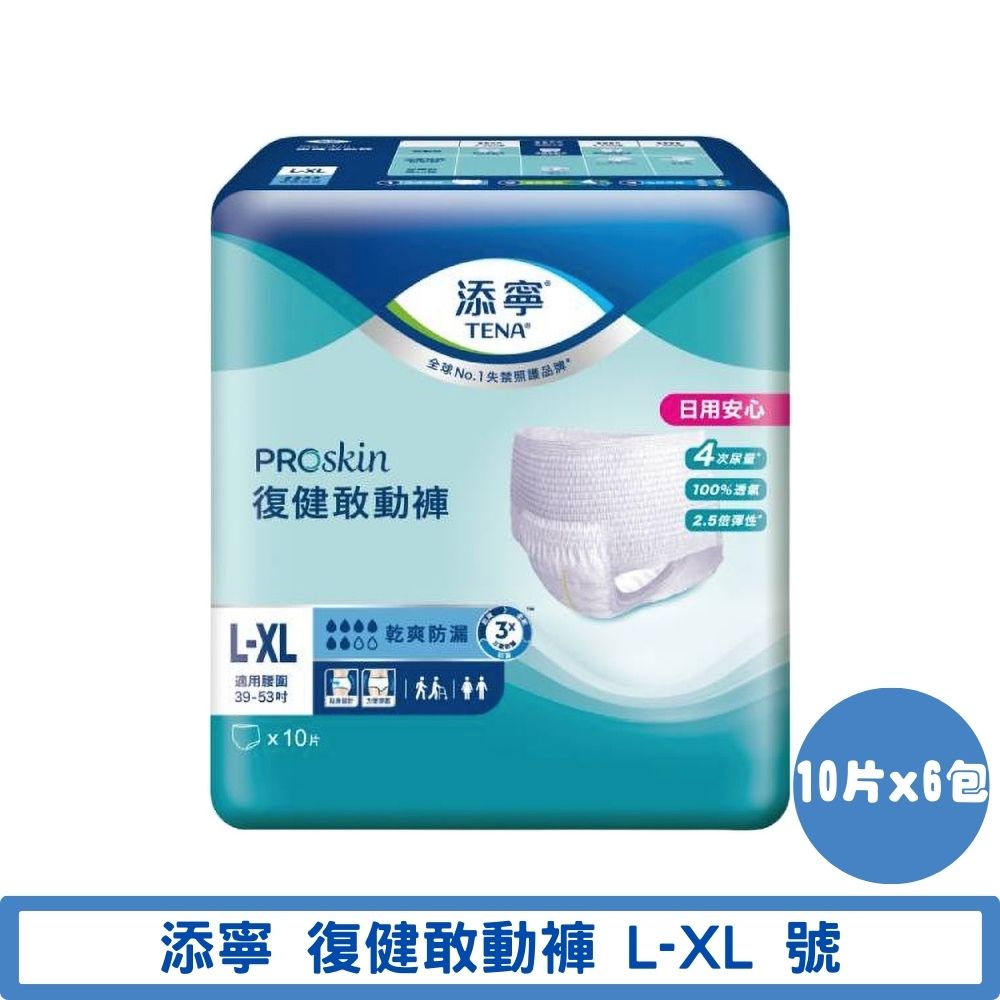 L-XL
添寧®
TENA®
全球No.1失禁照護品牌*
日用安心
PROskin
復健敢動褲
4次尿量*
100%透氣
2.5倍彈性*
L-XL
適用腰圍
39-53吋
乾爽防漏
3×
x10片
10片x6包
添寧 復健敢動褲 L-XL 號